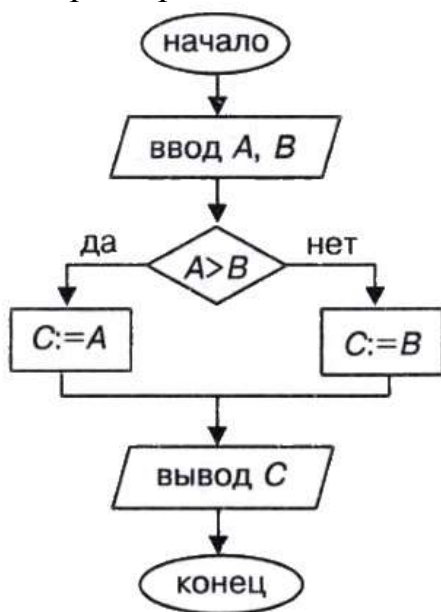 начало
ввод A, B
да
A>B
нет
C:=A
C:=B
вывод C
конец